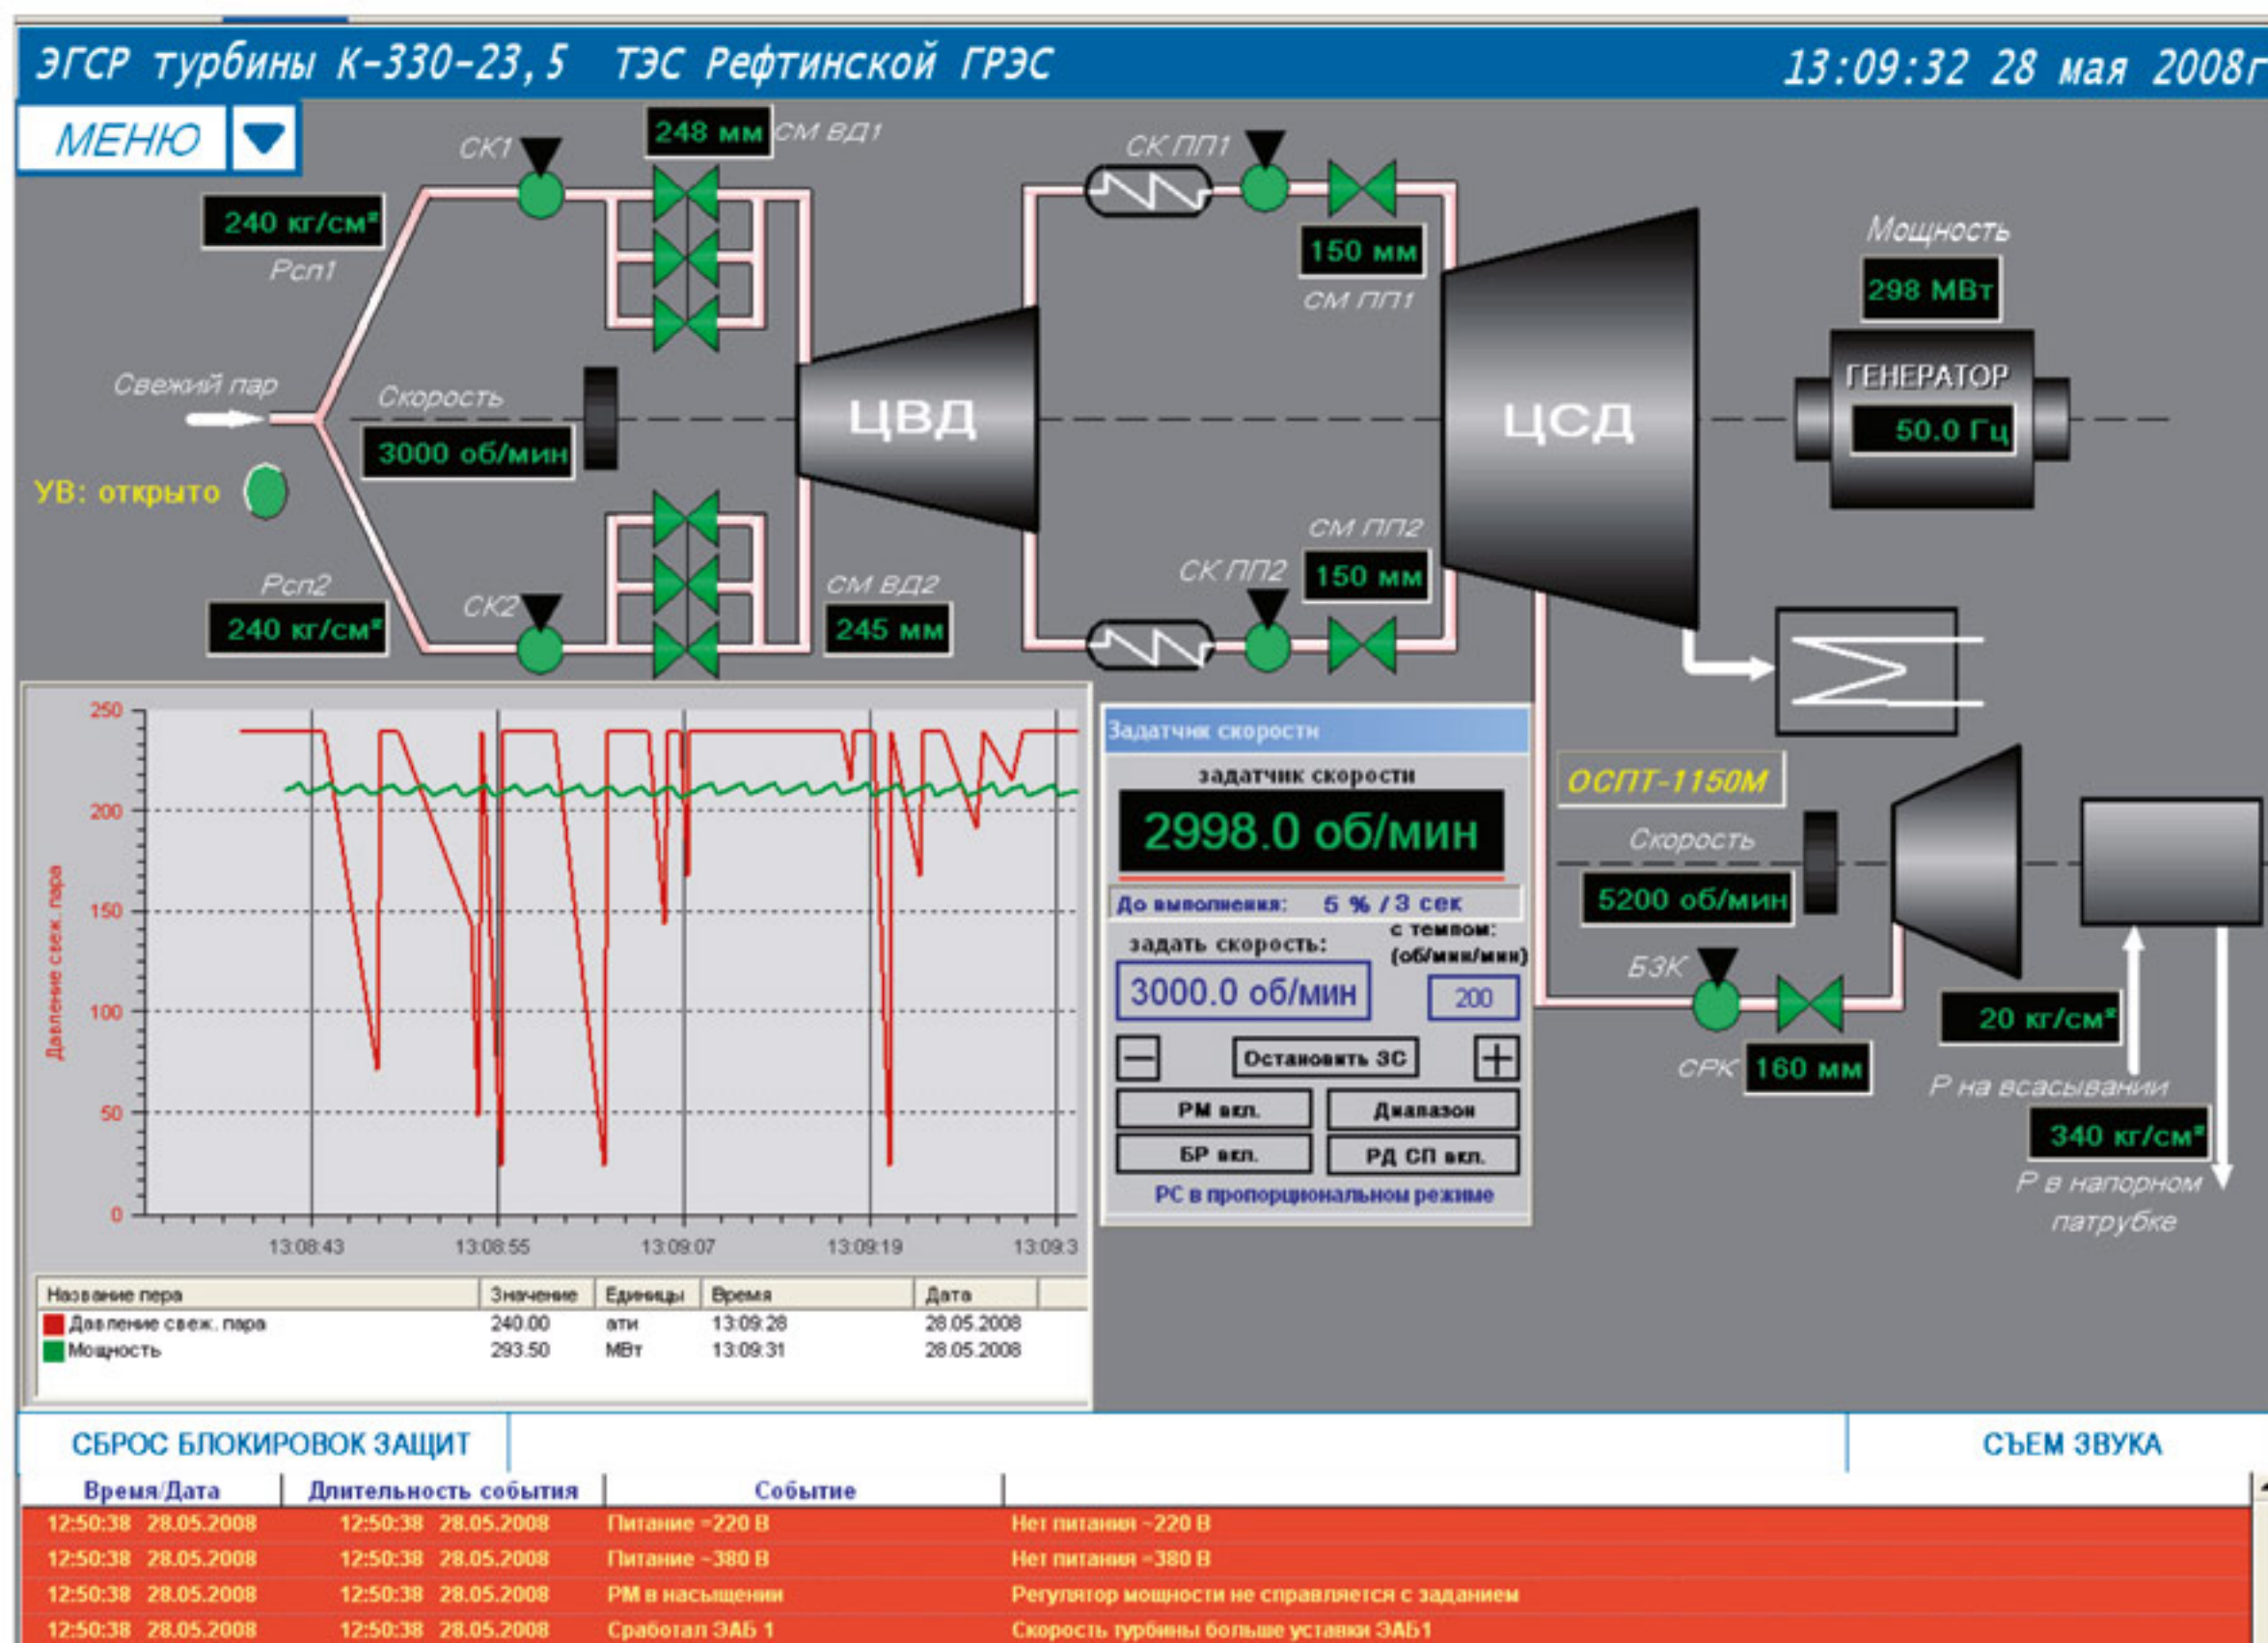 ЭГСР турбины К-330-23,5 ТЭС Рефтинской ГРЭС
13:09:32 28 мая 2008г
МЕНЮ
СК1
248 мм
СМ ВД1
СК ПП1
240 кг/см²
Рсп1
150 мм
СМ ПП1
Мощность
298 МВт
Свежий пар
Скорость
3000 об/мин
ЦВД
ЦСД
ГЕНЕРАТОР
50.0 Гц
УВ: открыто
СМ ПП2
Рсп2
СК2
СМ ВД2
СК ПП2
150 мм
240 кг/см²
245 мм
250
200
150
100
50
0
Давление свеж. пара
13:08:43
13:08:55
13:09:07
13:09:19
13:09:3
Название пера Значение Единицы Время Дата
Давление свеж. пара 240.00 ати 13:09:28 28.05.2008
Мощность 293.50 МВт 13:09:31 28.05.2008
Задатчик скорости
задатчик скорости
2998.0 об/мин
До выполнения: 5 % / 3 сек
задать скорость:
с темпом:
(об/мин/мин)
3000.0 об/мин
200
−
Остановить ЗС
+
РМ вкл.
Диапазон
БР вкл.
РД СП вкл.
РС в пропорциональном режиме
ОСПТ-1150М
Скорость
5200 об/мин
БЗК
20 кг/см²
СРК
160 мм
Р на всасывании
340 кг/см²
Р в напорном
патрубке
СБРОС БЛОКИРОВОК ЗАЩИТ
СЪЕМ ЗВУКА
Время/Дата Длительность события Событие
12:50:38 28.05.2008 12:50:38 28.05.2008 Питание =220 В Нет питания ~220 В
12:50:38 28.05.2008 12:50:38 28.05.2008 Питание ~380 В Нет питания =380 В
12:50:38 28.05.2008 12:50:38 28.05.2008 РМ в насыщении Регулятор мощности не справляется с заданием
12:50:38 28.05.2008 12:50:38 28.05.2008 Сработал ЭАБ 1 Скорость турбины больше уставки ЭАБ1